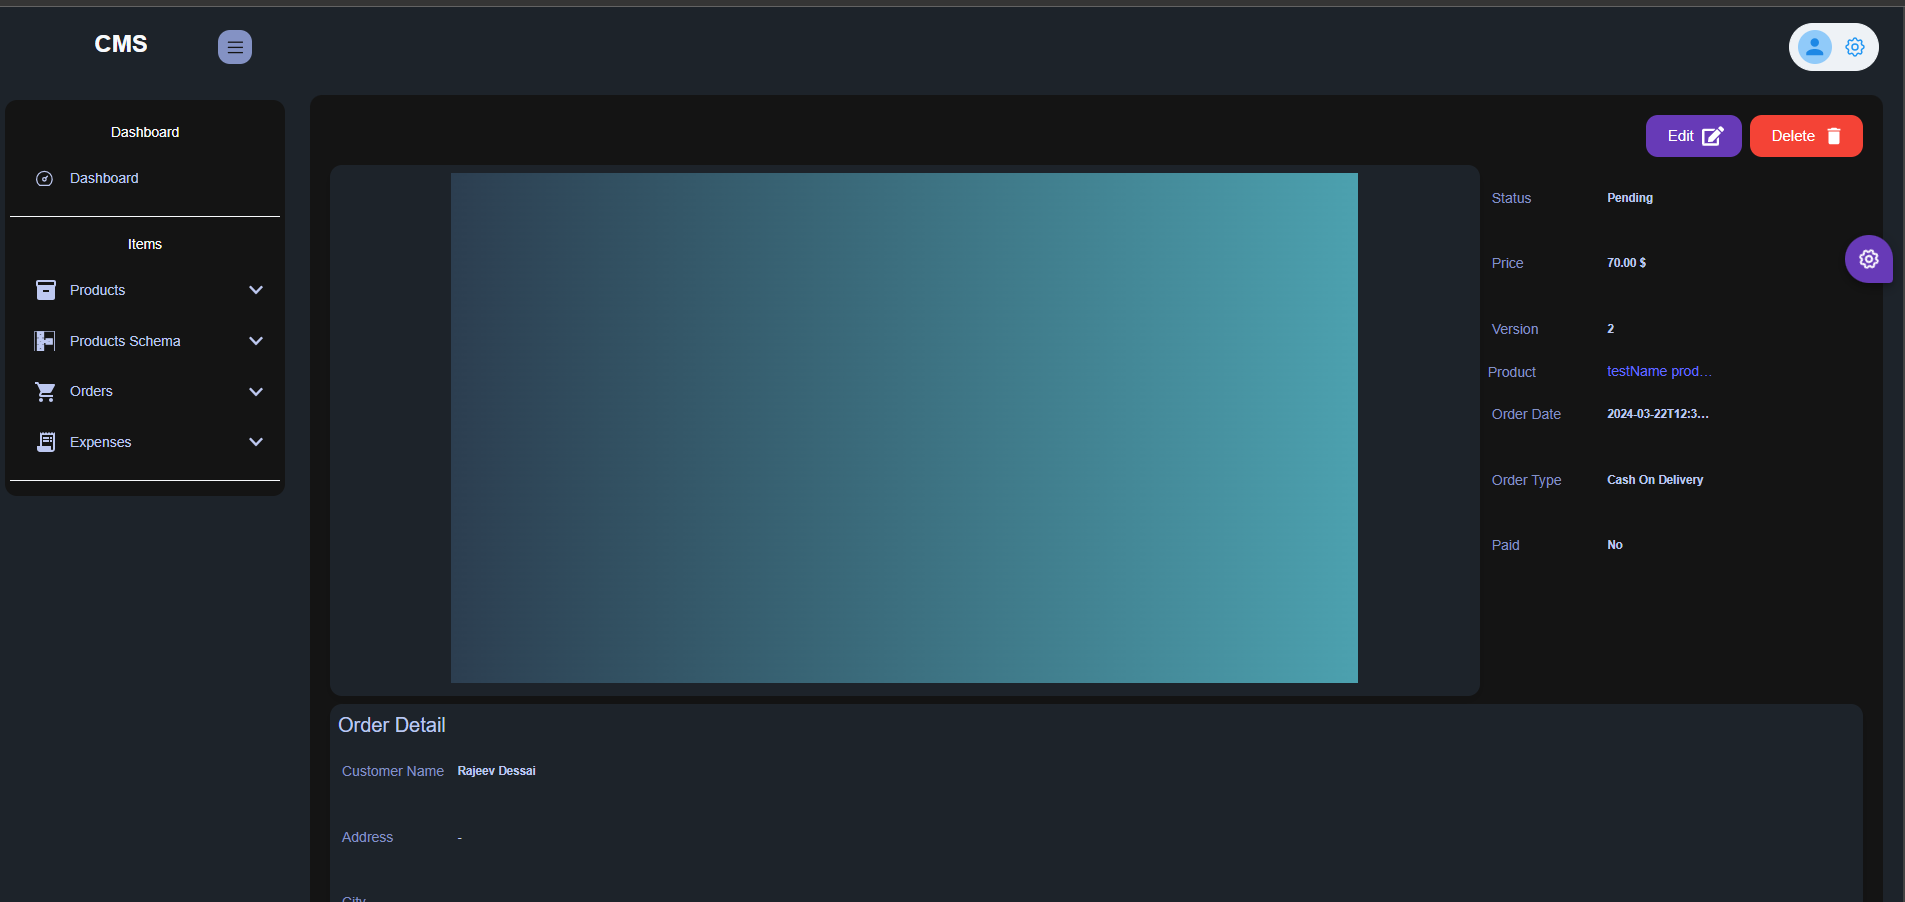 CMS
Dashboard
Dashboard
Items
Products
Products Schema
Orders
Expenses
Edit
Delete
Status Pending
Price 70.00 $
Version 2
Product testName prod...
Order Date 2024-03-22T12:3...
Order Type Cash On Delivery
Paid No
Order Detail
Customer Name Rajeev Dessai
Address -
City